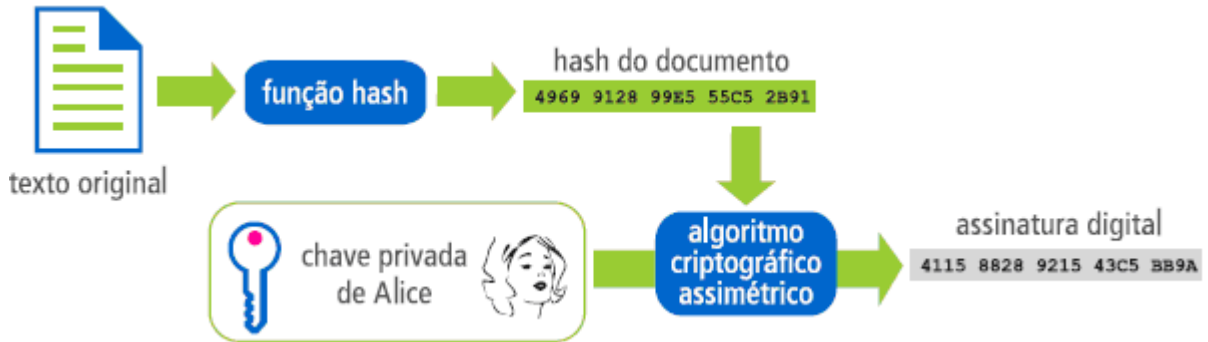 texto original
função hash
hash do documento
4969 9128 99E5 55C5 2B91
chave privada
de Alice
algoritmo
criptográfico
assimétrico
assinatura digital
4115 8828 9215 43C5 BB9A